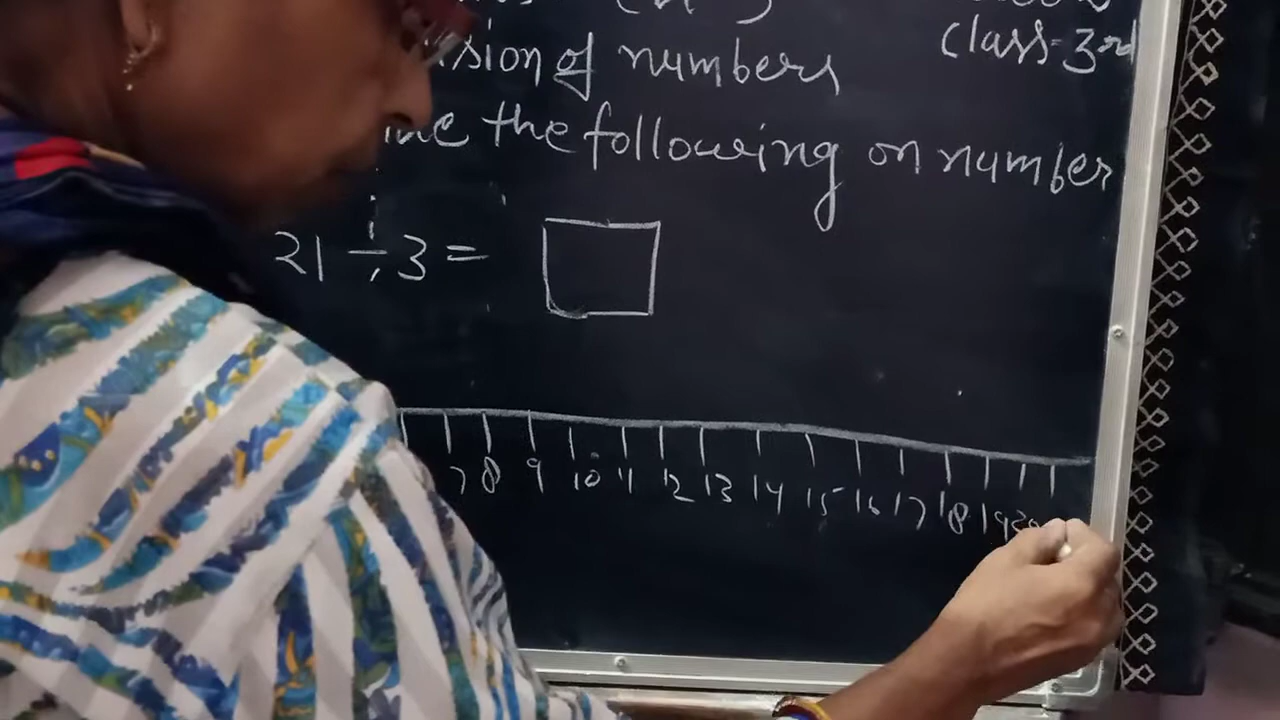 Class-3rd
sion of numbers
the following on number
21 ÷ 3 =
7 8 9 10 11 12 13 14 15 16 17 18 19 20